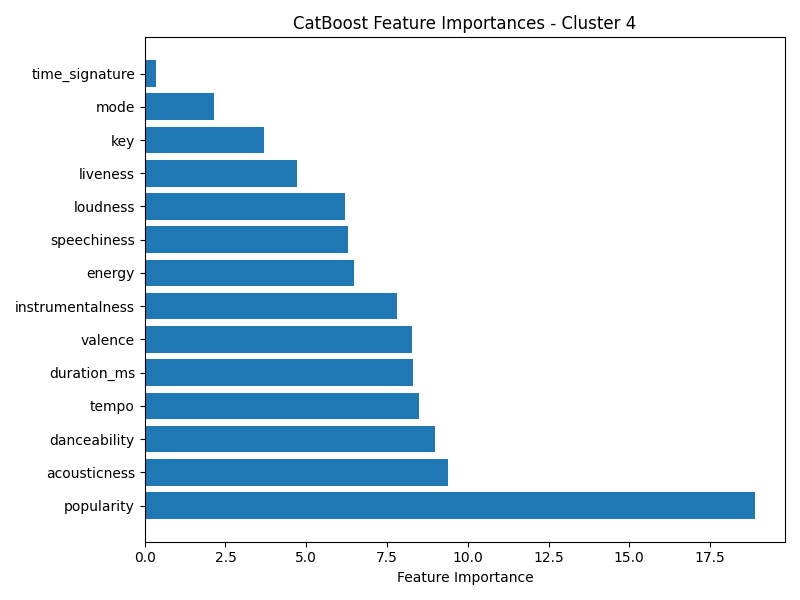 CatBoost Feature Importances - Cluster 4
time_signature
mode
key
liveness
loudness
speechiness
energy
instrumentalness
valence
duration_ms
tempo
danceability
acousticness
popularity
0.0 2.5 5.0 7.5 10.0 12.5 15.0 17.5
Feature Importance